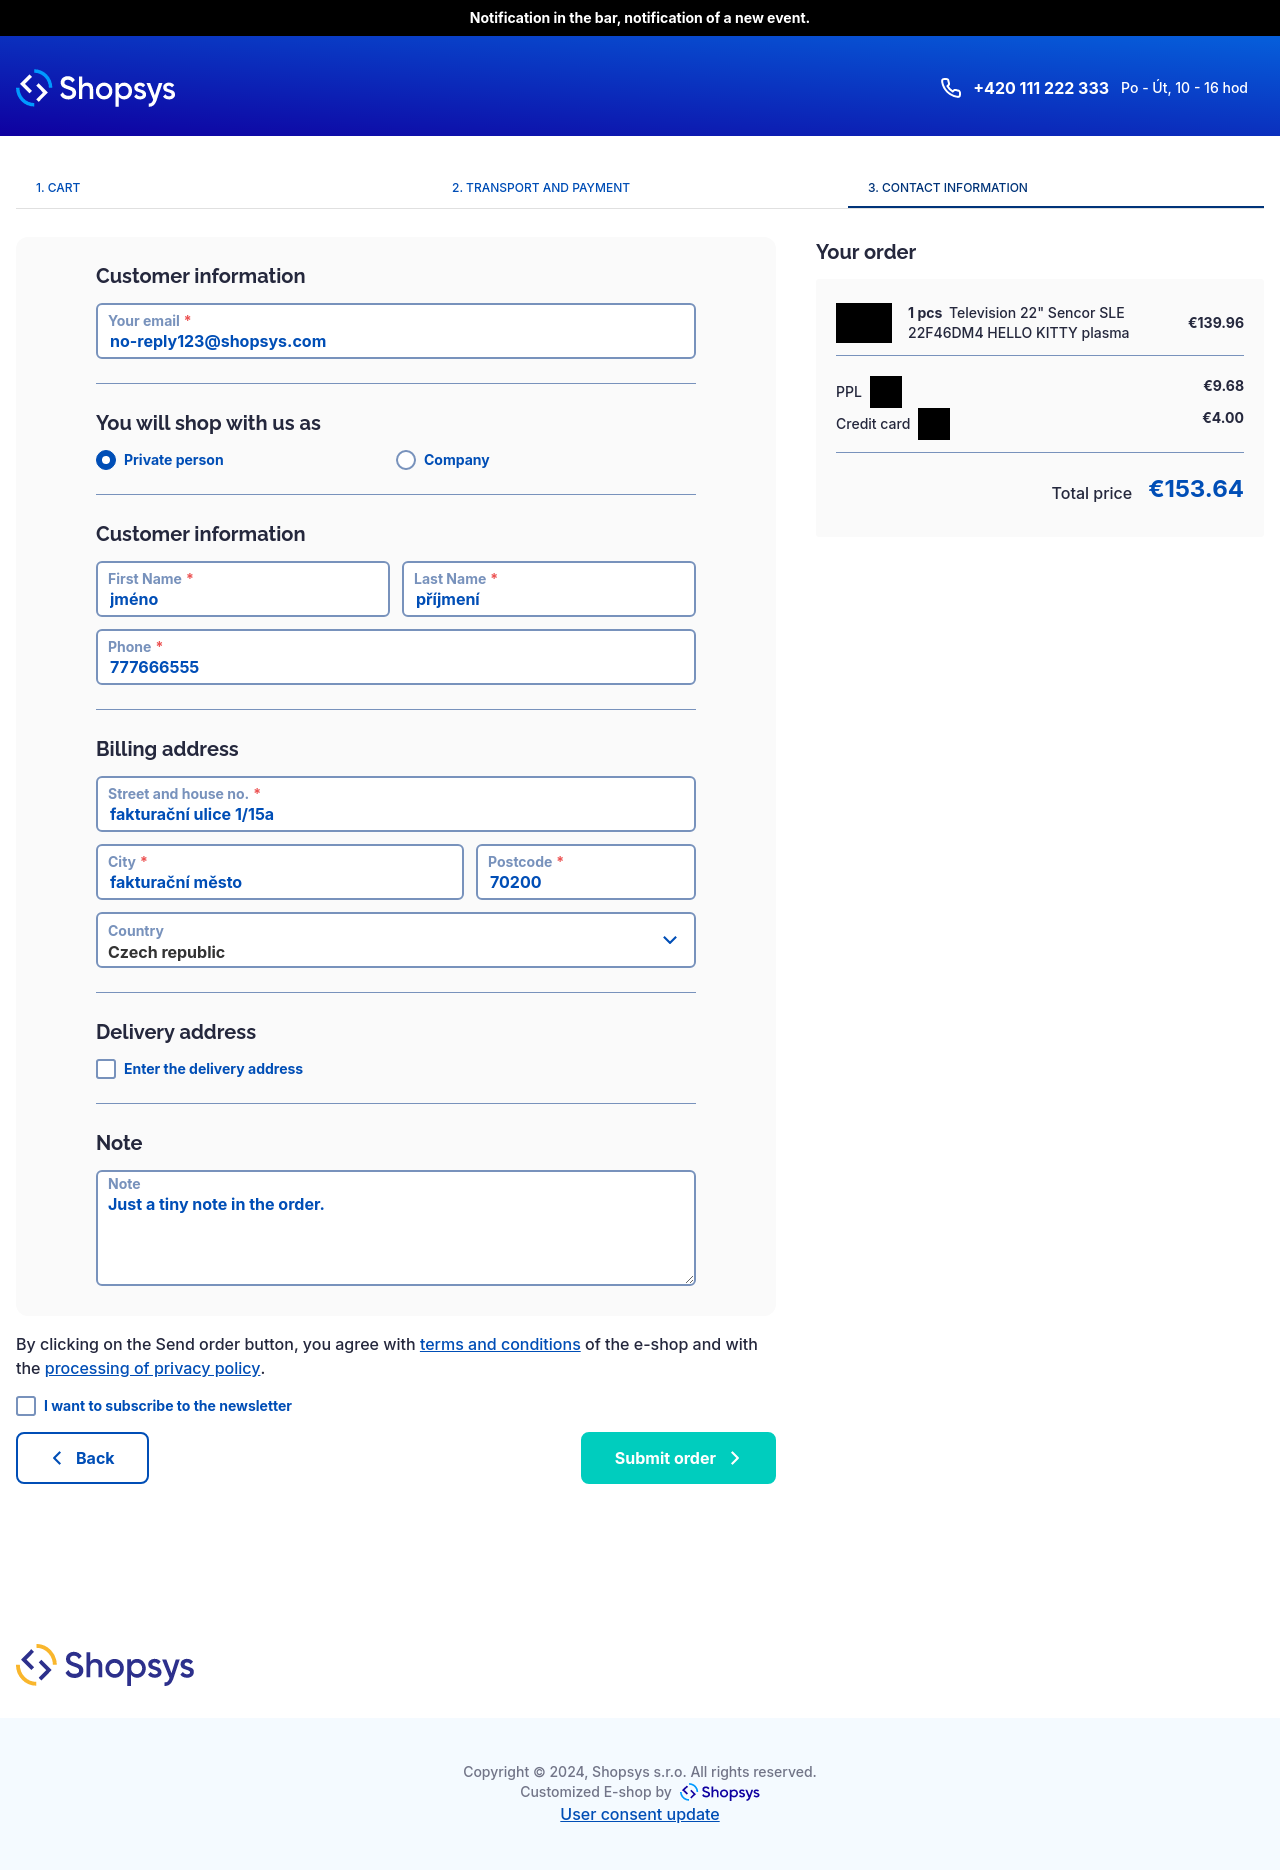 Notification in the bar, notification of a new event.
Shopsys
+420 111 222 333 Po - Út, 10 - 16 hod
1. CART
2. TRANSPORT AND PAYMENT
3. CONTACT INFORMATION
Customer information
Your email *
no-reply123@shopsys.com
You will shop with us as
Private person
Company
Customer information
First Name *
jméno
Last Name *
příjmení
Phone *
777666555
Billing address
Street and house no. *
fakturační ulice 1/15a
City *
fakturační město
Postcode *
70200
Country
Czech republic
Delivery address
Enter the delivery address
Note
Note
Just a tiny note in the order.
Your order
1 pcs Television 22" Sencor SLE
22F46DM4 HELLO KITTY plasma
€139.96
PPL
€9.68
Credit card
€4.00
Total price €153.64
By clicking on the Send order button, you agree with terms and conditions of the e-shop and with
the processing of privacy policy.
I want to subscribe to the newsletter
Back
Submit order
Shopsys
Copyright © 2024, Shopsys s.r.o. All rights reserved.
Customized E-shop by Shopsys
User consent update